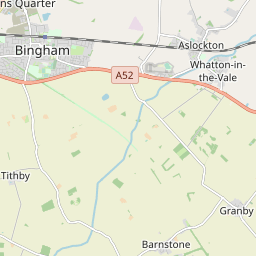 ns Quarter
Bingham
Aslockton
Whatton-in-
the-Vale
A52
Tithby
Granby
Barnstone